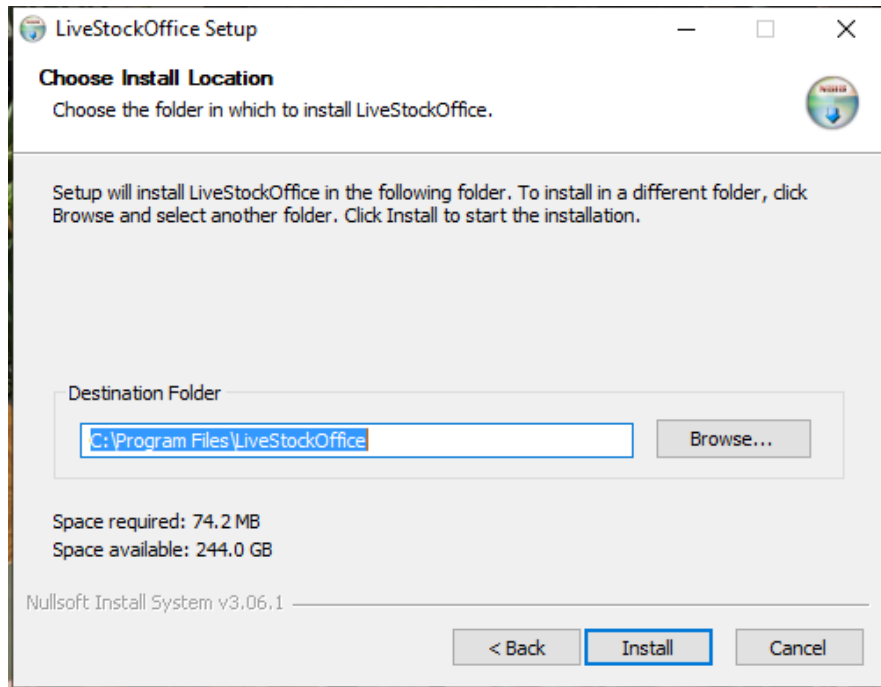 LiveStockOffice Setup
Choose Install Location
Choose the folder in which to install LiveStockOffice.
NSIS
Setup will install LiveStockOffice in the following folder. To install in a different folder, click
Browse and select another folder. Click Install to start the installation.
Destination Folder
C:\Program Files\LiveStockOffice
Browse...
Space required: 74.2 MB
Space available: 244.0 GB
Nullsoft Install System v3.06.1
< Back
Install
Cancel